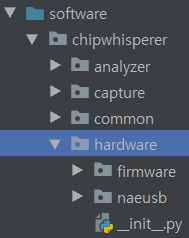 software
chipwhisperer
analyzer
capture
common
hardware
firmware
naeusb
__init__.py